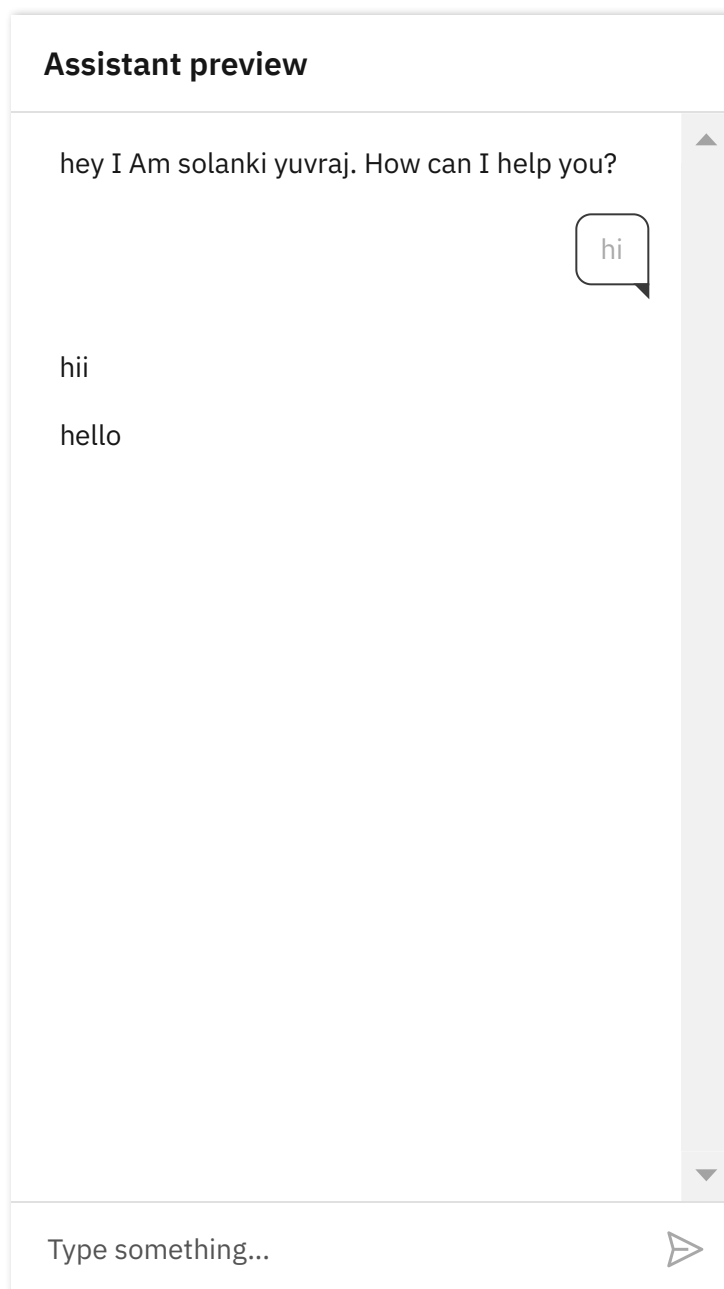 Assistant preview
hey I Am solanki yuvraj. How can I help you?
hi
hii
hello
Type something...